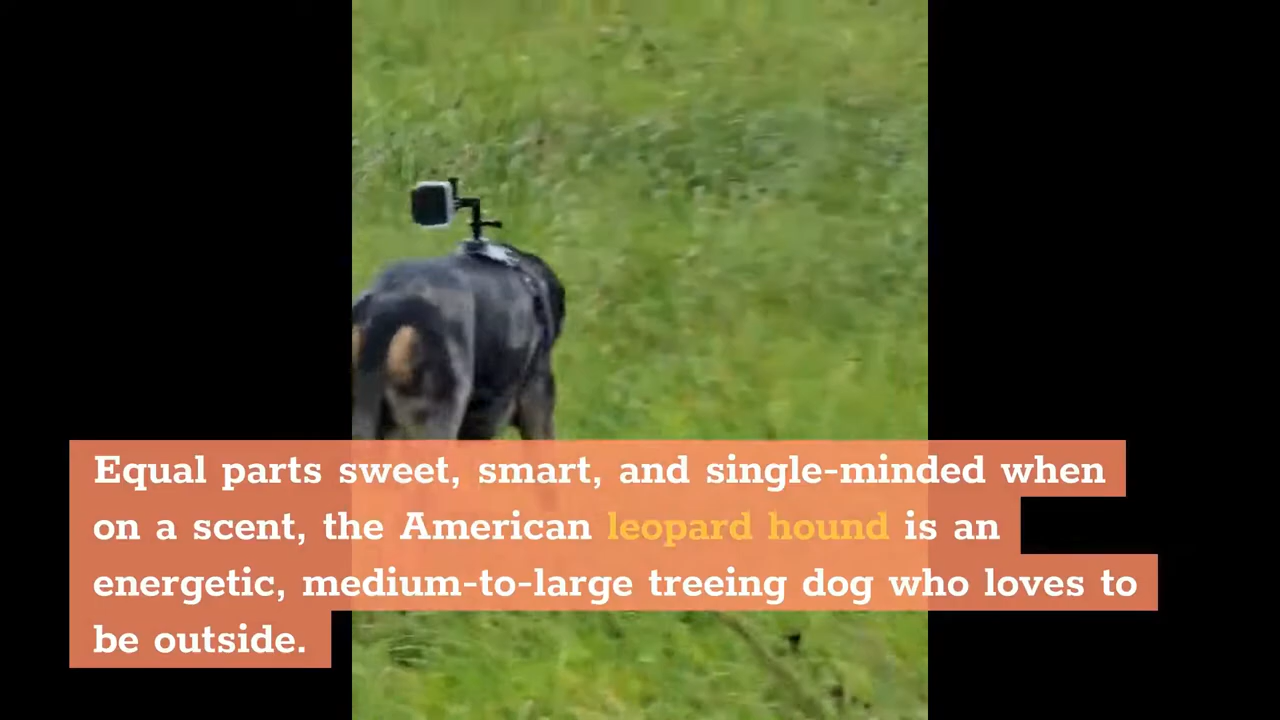 Equal parts sweet, smart, and single-minded when
on a scent, the American leopard hound is an
energetic, medium-to-large treeing dog who loves to
be outside.